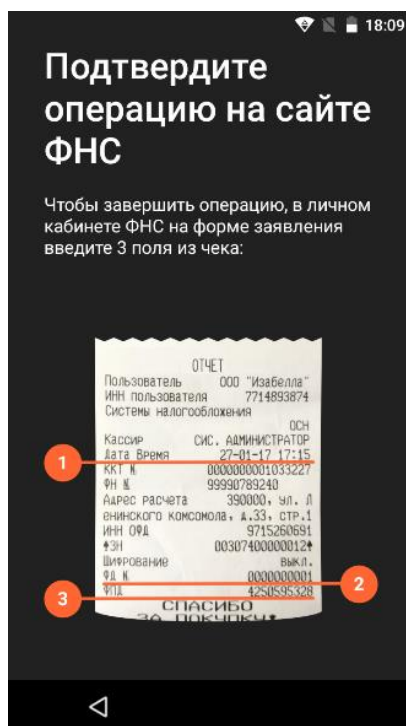 18:09
Подтвердите
операцию на сайте
ФНС
Чтобы завершить операцию, в личном
кабинете ФНС на форме заявления
введите 3 поля из чека:
ОТЧЕТ
Пользователь ООО "Изабелла"
ИНН пользователя 7714893874
Системы налогообложения
ОСН
Кассир СИС. АДМИНИСТРАТОР
1 Дата Время 27-01-17 17:15
ККТ № 0000000001033227
ФН № 99990789240
Адрес расчета 390000, ул. Л
енинского комсомола, д.33, стр.1
ИНН ОФД 9715260691
*ЗН 00307400000012*
Шифрование выкл.
ФД № 0000000001 2
3 ФПД 4250595328
СПАСИБО
ЗА ПОКУПКУ!